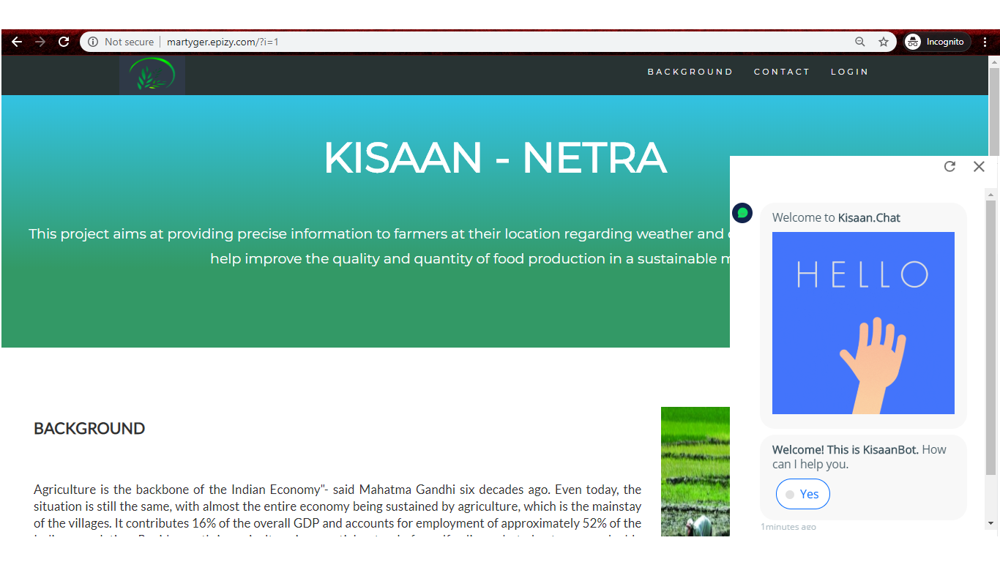 Not secure
martyger.epizy.com/?i=1
Incognito
BACKGROUND
CONTACT
LOGIN
KISAAN - NETRA
This project aims at providing precise information to farmers at their location regarding weather and
help improve the quality and quantity of food production in a sustainable
BACKGROUND
Agriculture is the backbone of the Indian Economy"- said Mahatma Gandhi six decades ago. Even today, the
situation is still the same, with almost the entire economy being sustained by agriculture, which is the mainstay
of the villages. It contributes 16% of the overall GDP and accounts for employment of approximately 52% of the
Welcome to Kisaan.Chat
HELLO
Welcome! This is KisaanBot. How
can I help you.
Yes
1minutes ago